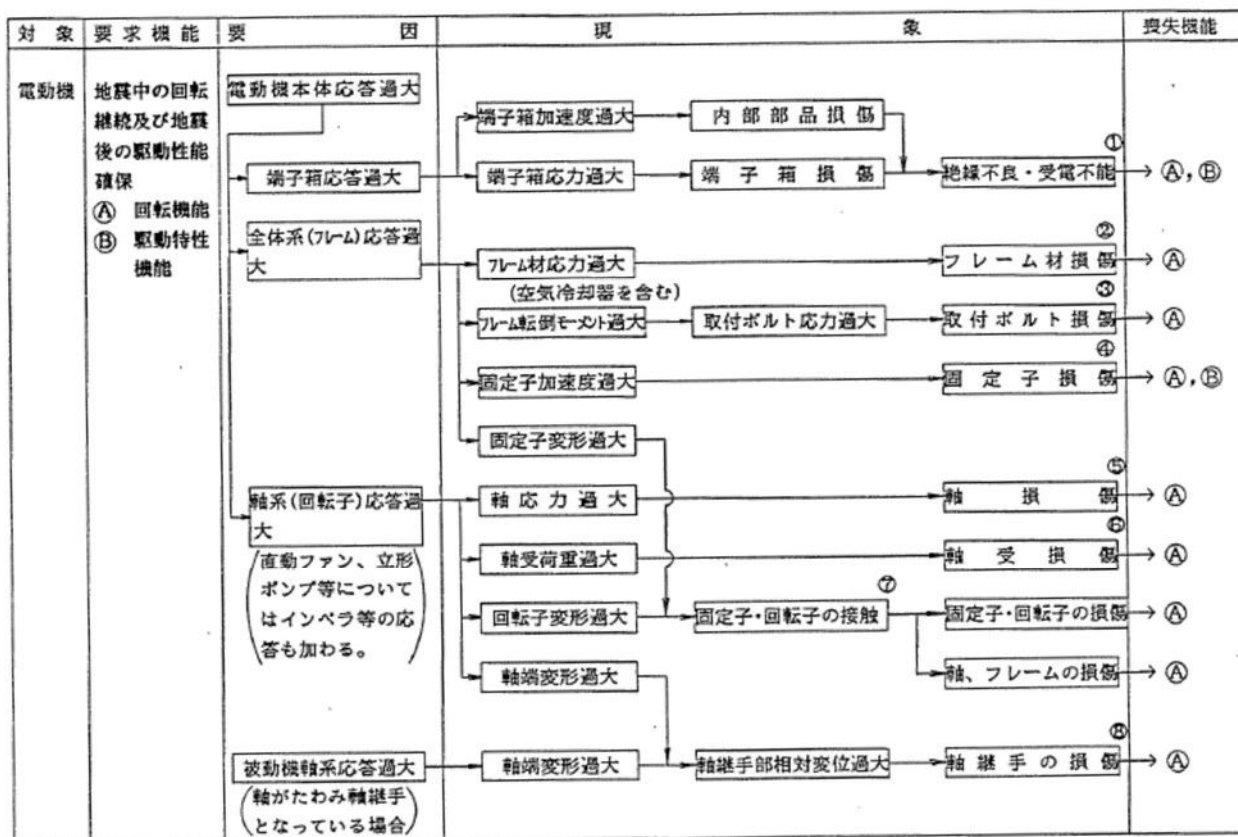 対象 要求機能 要因 現象 喪失機能
電動機 地震中の回転
継続及び地震
後の駆動性能
確保
Ⓐ 回転機能
Ⓑ 駆動特性
機能
電動機本体応答過大
端子箱加速度過大 内部部品損傷
①
端子箱応答過大 端子箱応力過大 端子箱損傷 絶縁不良・受電不能 Ⓐ,Ⓑ
全体系(フレーム)応答過
大
②
フレーム材応力過大 フレーム材損傷 Ⓐ
(空気冷却器を含む)
③
フレーム転倒モーメント過大 取付ボルト応力過大 取付ボルト損傷 Ⓐ
④
固定子加速度過大 固定子損傷 Ⓐ,Ⓑ
固定子変形過大
⑤
軸系(回転子)応答過
大
軸応力過大 軸損傷 Ⓐ
(直動ファン、立形
ポンプ等について
はインペラ等の応
答も加わる。)
⑥
軸受荷重過大 軸受損傷 Ⓐ
⑦
回転子変形過大 固定子・回転子の接触 固定子・回転子の損傷 Ⓐ
軸端変形過大 軸、フレームの損傷 Ⓐ
⑧
被動機軸系応答過大 軸端変形過大 軸継手部相対変位過大 軸継手の損傷 Ⓐ
(軸がたわみ軸継手
となっている場合)